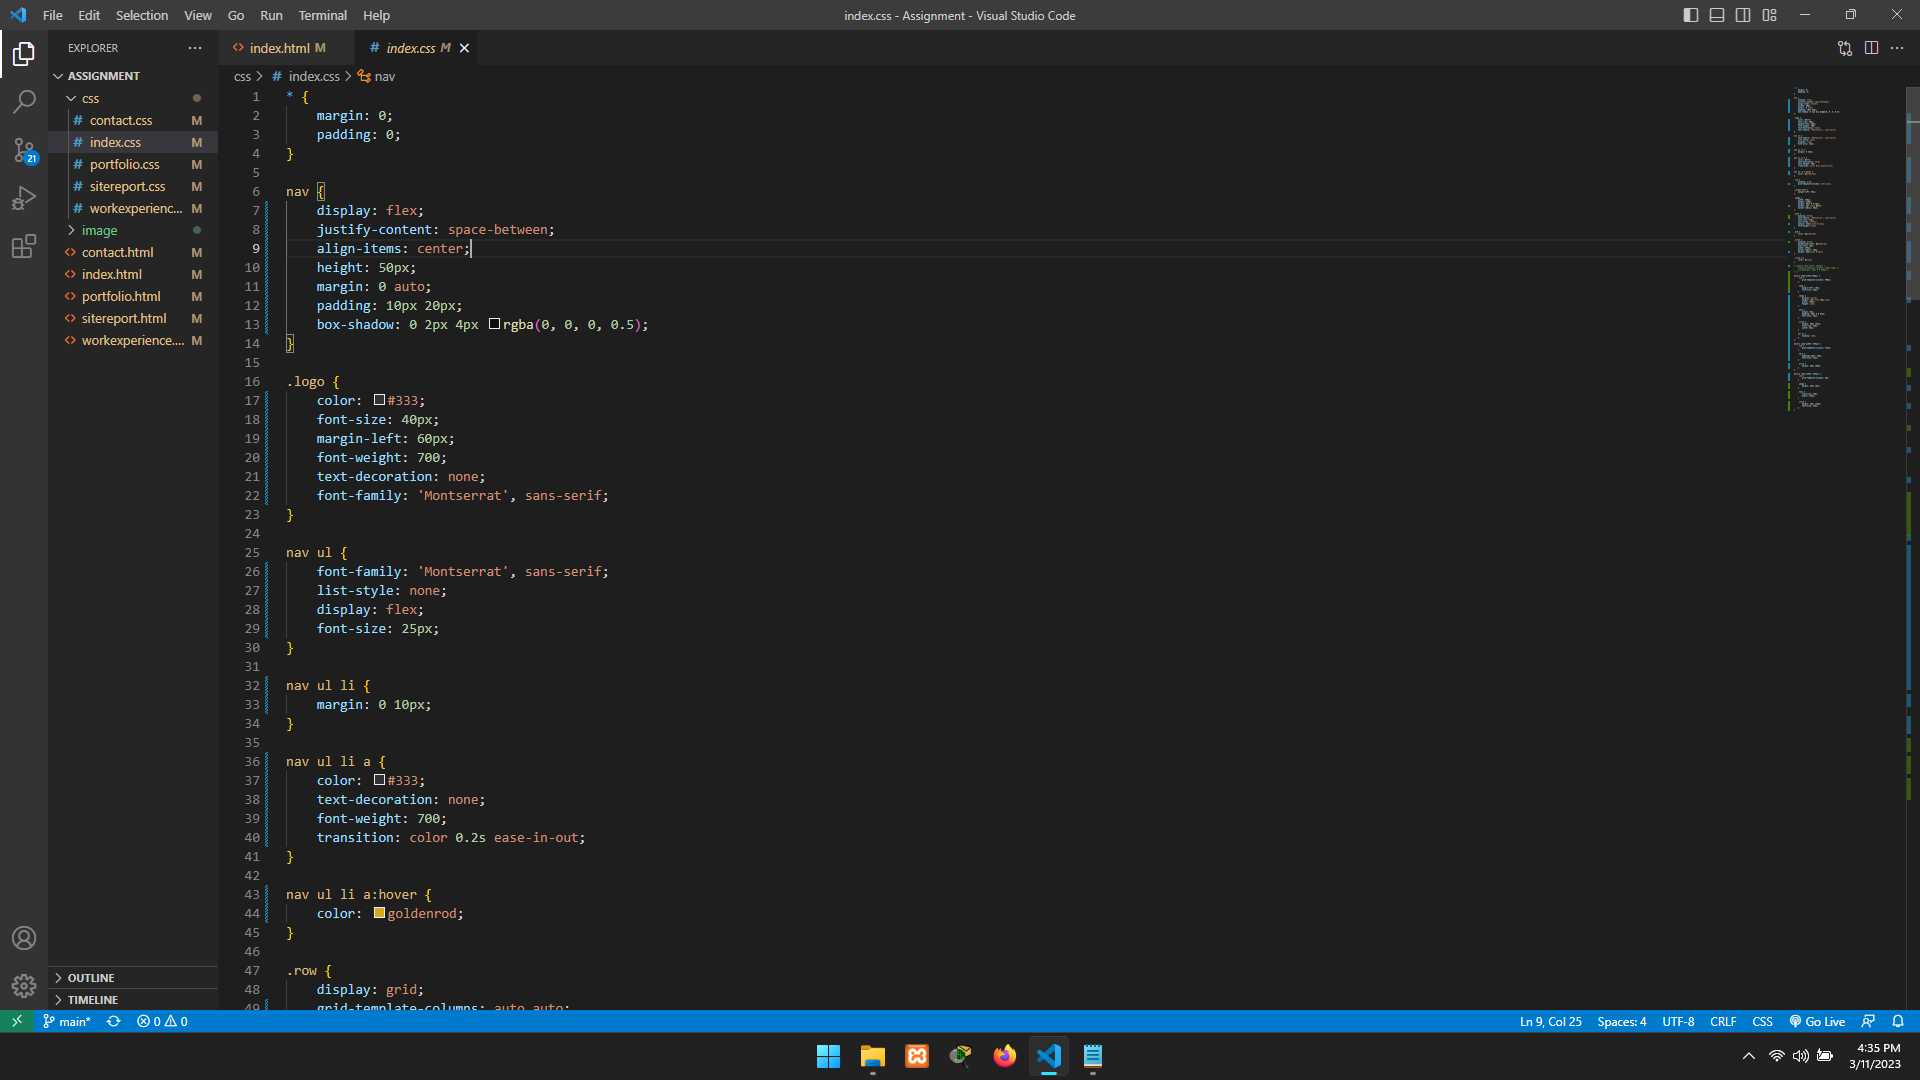 File Edit Selection View Go Run Terminal Help
index.css - Assignment - Visual Studio Code
EXPLORER
ASSIGNMENT
css
# contact.css M
# index.css M
# portfolio.css M
# sitereport.css M
# workexperienc... M
image
<> contact.html M
<> index.html M
<> portfolio.html M
<> sitereport.html M
<> workexperience.... M
OUTLINE
TIMELINE
21
<> index.html M
# index.css M
css > # index.css > nav
1 * {
2 margin: 0;
3 padding: 0;
4 }
5
6 nav {
7 display: flex;
8 justify-content: space-between;
9 align-items: center;
10 height: 50px;
11 margin: 0 auto;
12 padding: 10px 20px;
13 box-shadow: 0 2px 4px rgba(0, 0, 0, 0.5);
14 }
15
16 .logo {
17 color: #333;
18 font-size: 40px;
19 margin-left: 60px;
20 font-weight: 700;
21 text-decoration: none;
22 font-family: 'Montserrat', sans-serif;
23 }
24
25 nav ul {
26 font-family: 'Montserrat', sans-serif;
27 list-style: none;
28 display: flex;
29 font-size: 25px;
30 }
31
32 nav ul li {
33 margin: 0 10px;
34 }
35
36 nav ul li a {
37 color: #333;
38 text-decoration: none;
39 font-weight: 700;
40 transition: color 0.2s ease-in-out;
41 }
42
43 nav ul li a:hover {
44 color: goldenrod;
45 }
46
47 .row {
48 display: grid;
49 grid-template-columns: auto auto;
main* 0 0
Ln 9, Col 25 Spaces: 4 UTF-8 CRLF CSS Go Live
4:35 PM
3/11/2023